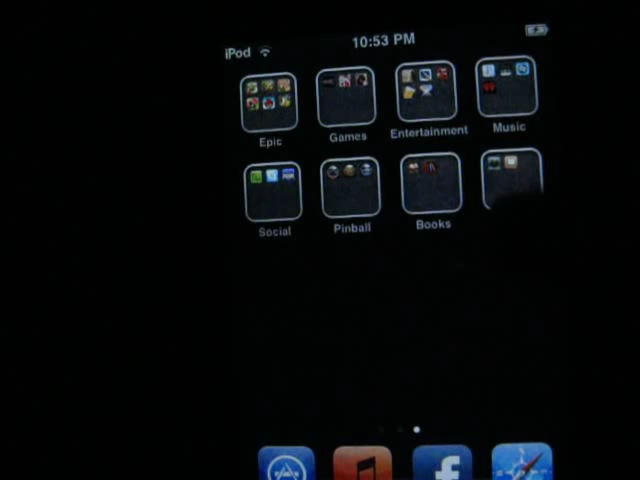 iPod 10:53 PM
Epic Games Entertainment Music
Social Pinball Books